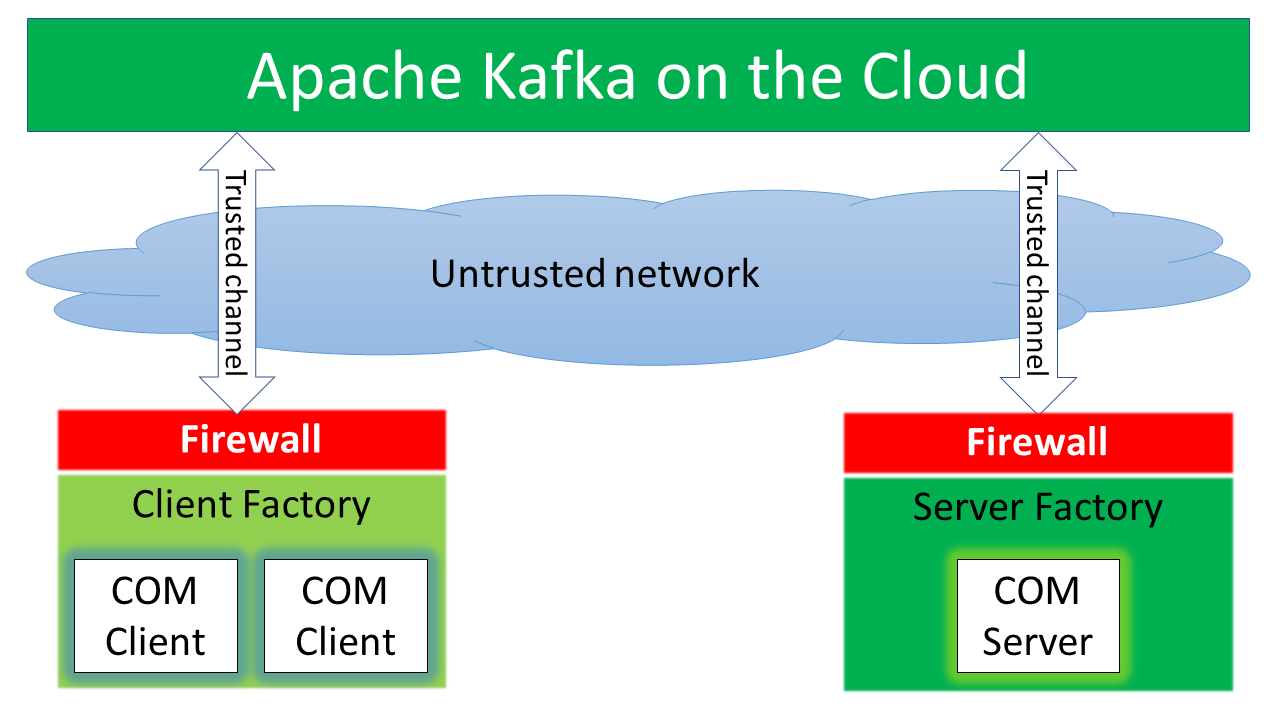 Apache Kafka on the Cloud
Trusted channel
Trusted channel
Untrusted network
Firewall
Client Factory
COM
Client
COM
Client
Firewall
Server Factory
COM
Server